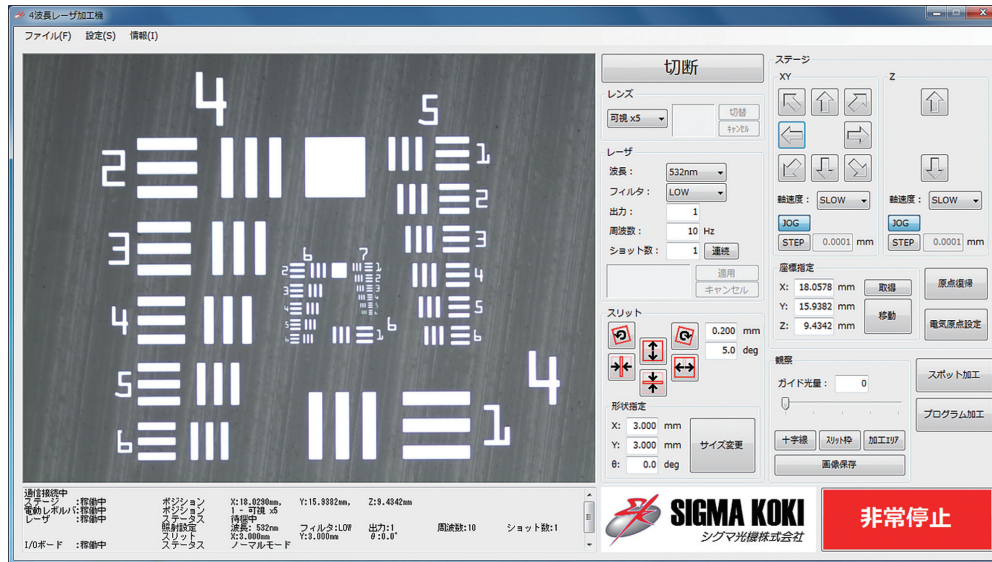 4波長レーザ加工機
ファイル(F) 設定(S) 情報(I)
4
5
2
1
2
3
3
6
7
2
1
2
3
3
4
4
4
5
5
6
6
5
1
6
4
6
1
切断
レンズ
可視 x5
切替
キャンセル
レーザ
波長: 532nm
フィルタ: LOW
出力: 1
周波数: 10 Hz
ショット数: 1 連続
適用
キャンセル
スリット
0.200 mm
5.0 deg
形状指定
X: 3.000 mm
Y: 3.000 mm
θ: 0.0 deg
サイズ変更
ステージ
XY
軸速度: SLOW
JOG
STEP 0.0001 mm
Z
軸速度: SLOW
JOG
STEP 0.0001 mm
座標指定
X: 18.0578 mm 取得
Y: 15.9382 mm 移動
Z: 9.4342 mm
原点復帰
電気原点設定
観察
ガイド光量: 0
十字線 スリット枠 加工エリア
画像保存
スポット加工
プログラム加工
通信接続中
ステージ :稼働中 ポジション X:18.0290mm, Y:15.9382mm, Z:9.4342mm
電動レボルバ:稼働中 ポジション 1 - 可視 x5
レーザ :稼働中 ステータス 待機中
照射設定 波長: 532nm フィルタ:LOW 出力:1 周波数:10 ショット数:1
スリット X:3.000mm Y:3.000mm θ:0.0°
I/Oボード :稼働中 ステータス ノーマルモード
SIGMA KOKI
シグマ光機株式会社
非常停止